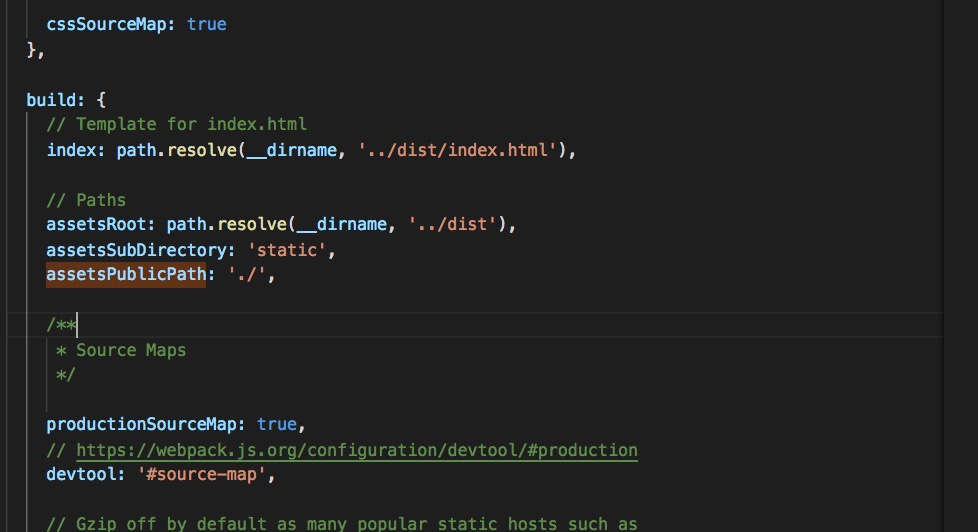 cssSourceMap: true
},
build: {
// Template for index.html
index: path.resolve(__dirname, '../dist/index.html'),
// Paths
assetsRoot: path.resolve(__dirname, '../dist'),
assetsSubDirectory: 'static',
assetsPublicPath: './',
/**
* Source Maps
*/
productionSourceMap: true,
// https://webpack.js.org/configuration/devtool/#production
devtool: '#source-map',
// Gzip off by default as many popular static hosts such as